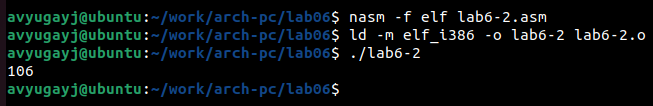 avyugayj@ubuntu:~/work/arch-pc/lab06$ nasm -f elf lab6-2.asm
avyugayj@ubuntu:~/work/arch-pc/lab06$ ld -m elf_i386 -o lab6-2 lab6-2.o
avyugayj@ubuntu:~/work/arch-pc/lab06$ ./lab6-2
106
avyugayj@ubuntu:~/work/arch-pc/lab06$